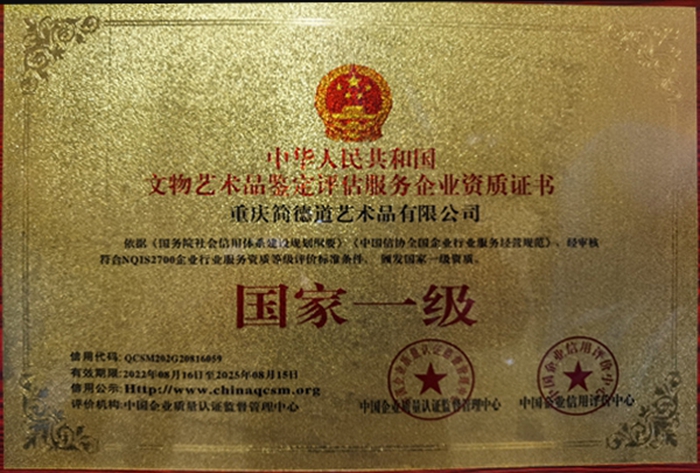 中华人民共和国
文物艺术品鉴定评估服务企业资质证书
重庆简德道艺术品有限公司
依据《国务院社会信用体系建设规划纲要》《中国信协全国企业行业服务经营规范》，经审核
符合NQIS2700企业行业服务资质等级评价标准条件，颁发国家一级资质。
国家一级
信用代码：QCSM202G20816059
有效期限：2022年08月16日至2025年08月15日
信用公示：Http://www.chinaqcsm.org
评价机构：中国企业质量认证监督管理中心
中国企业质量认证监督管理中心
中国企业信用评价中心